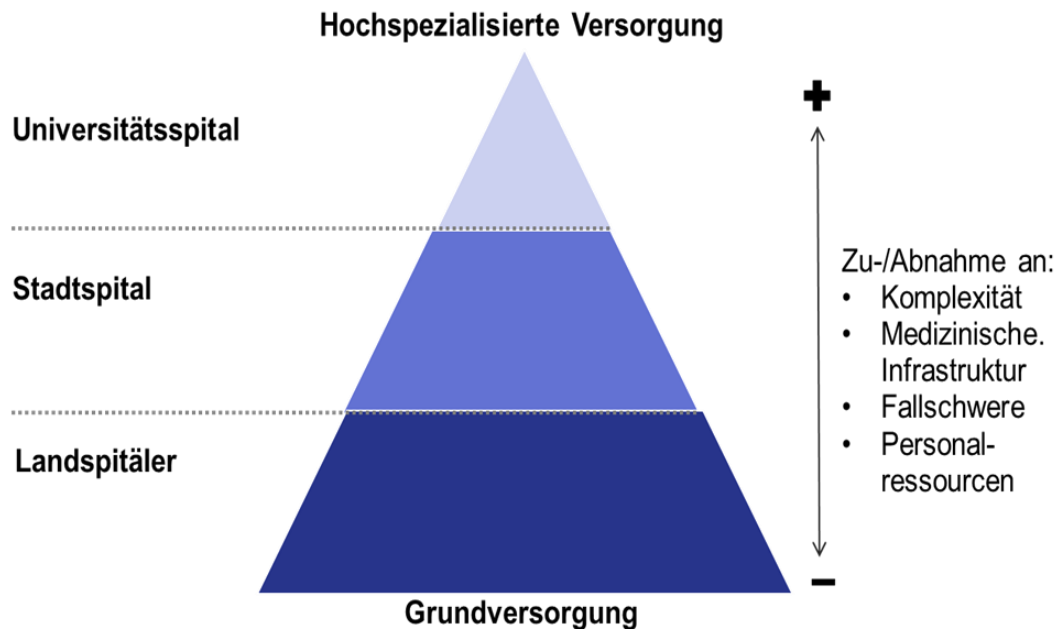 Hochspezialisierte Versorgung
+
Universitätsspital
Stadtspital
Zu-/Abnahme an:
• Komplexität
• Medizinische.
Infrastruktur
• Fallschwere
• Personal-
ressourcen
Landspitäler
–
Grundversorgung